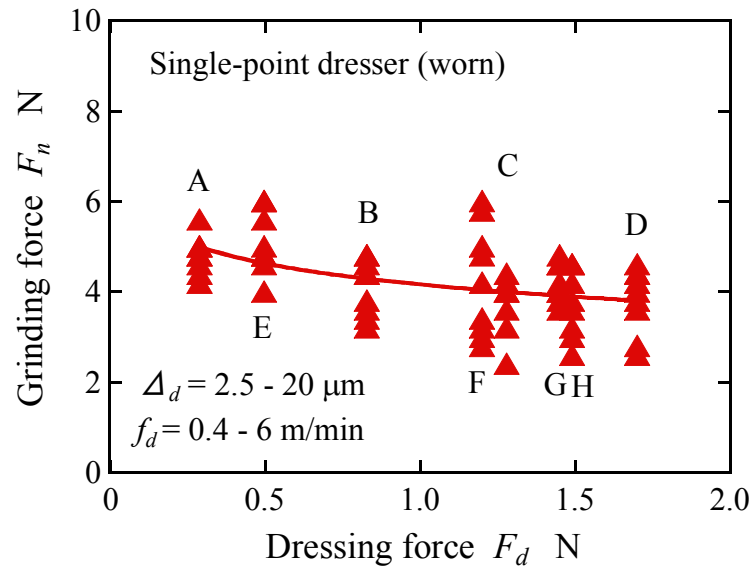 10
8
6
4
2
0
Grinding force F_n N
Single-point dresser (worn)
A
B
C
D
E
F
G H
Δ_d = 2.5 - 20 μm
f_d = 0.4 - 6 m/min
0 0.5 1.0 1.5 2.0
Dressing force F_d N